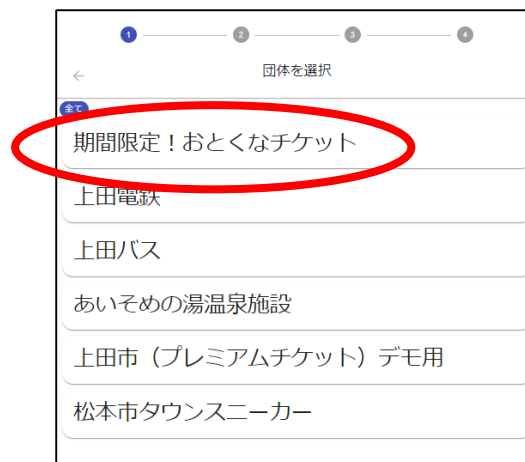 1 2 3 4
← 団体を選択
全て
期間限定！おとくなチケット
上田電鉄
上田バス
あいそめの湯温泉施設
上田市（プレミアムチケット）デモ用
松本市タウンスニーカー